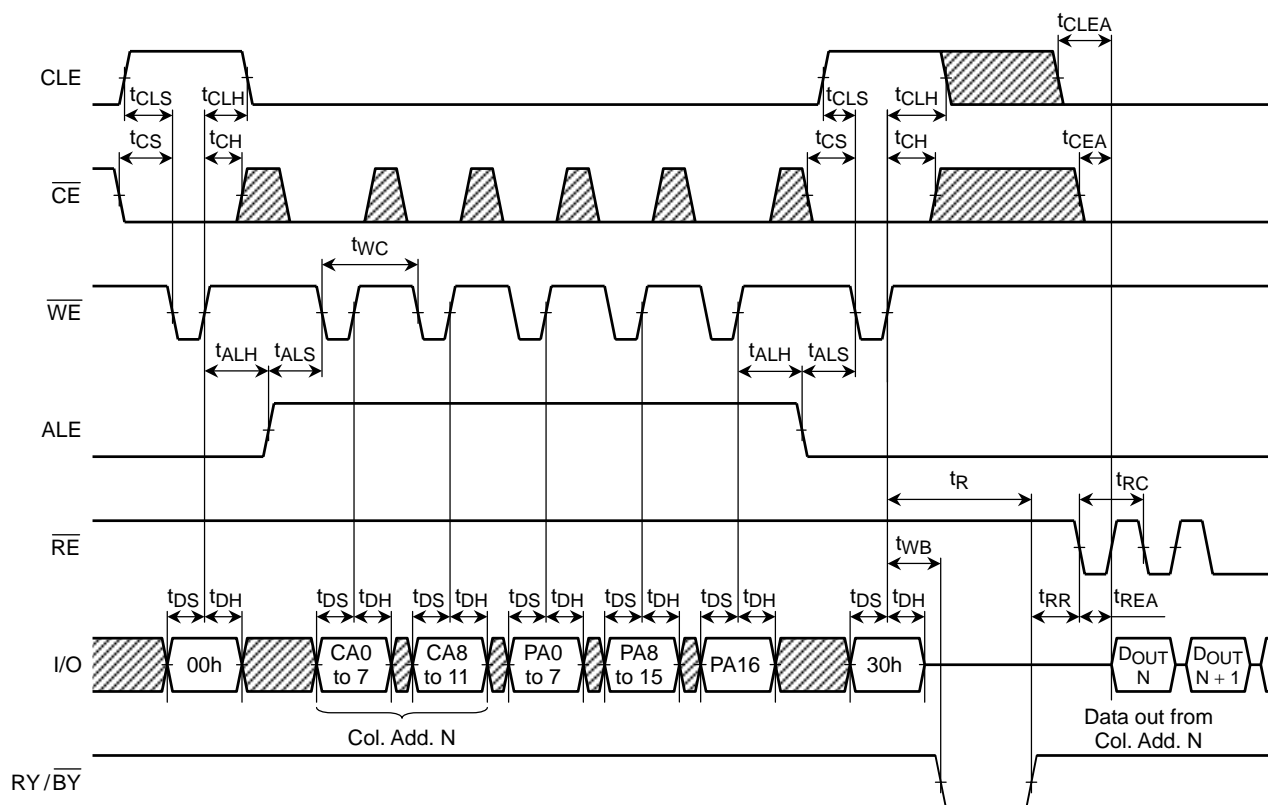 tCLEA
CLE
tCLS
tCLH
tCLS
tCLH
tCS
tCH
tCS
tCH
tCEA
CE
tWC
WE
tALH
tALS
tALH
tALS
ALE
tR
tRC
RE
tWB
tDS
tDH
tDS
tDH
tDS
tDH
tDS
tDH
tDS
tDH
tDS
tDH
tDS
tDH
tRR
tREA
I/O
00h
CA0
to 7
CA8
to 11
PA0
to 7
PA8
to 15
PA16
30h
DOUT
N
DOUT
N + 1
Col. Add. N
Data out from
Col. Add. N
RY/BY